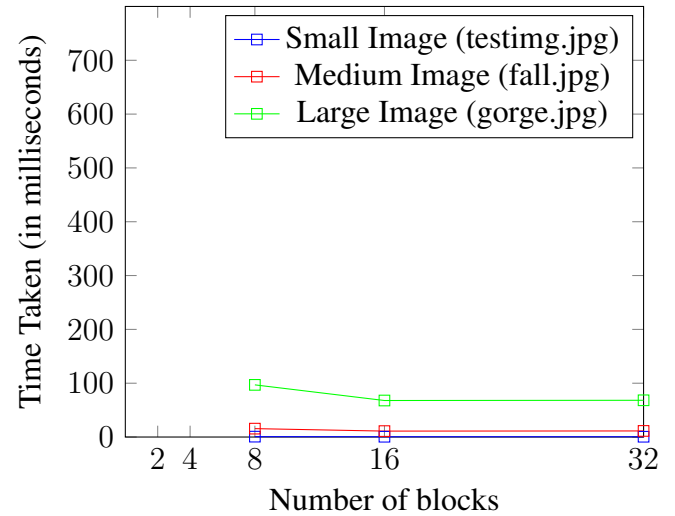 Small Image (testimg.jpg)
Medium Image (fall.jpg)
Large Image (gorge.jpg)
Time Taken (in milliseconds)
700
600
500
400
300
200
100
0
2 4 8 16 32
Number of blocks